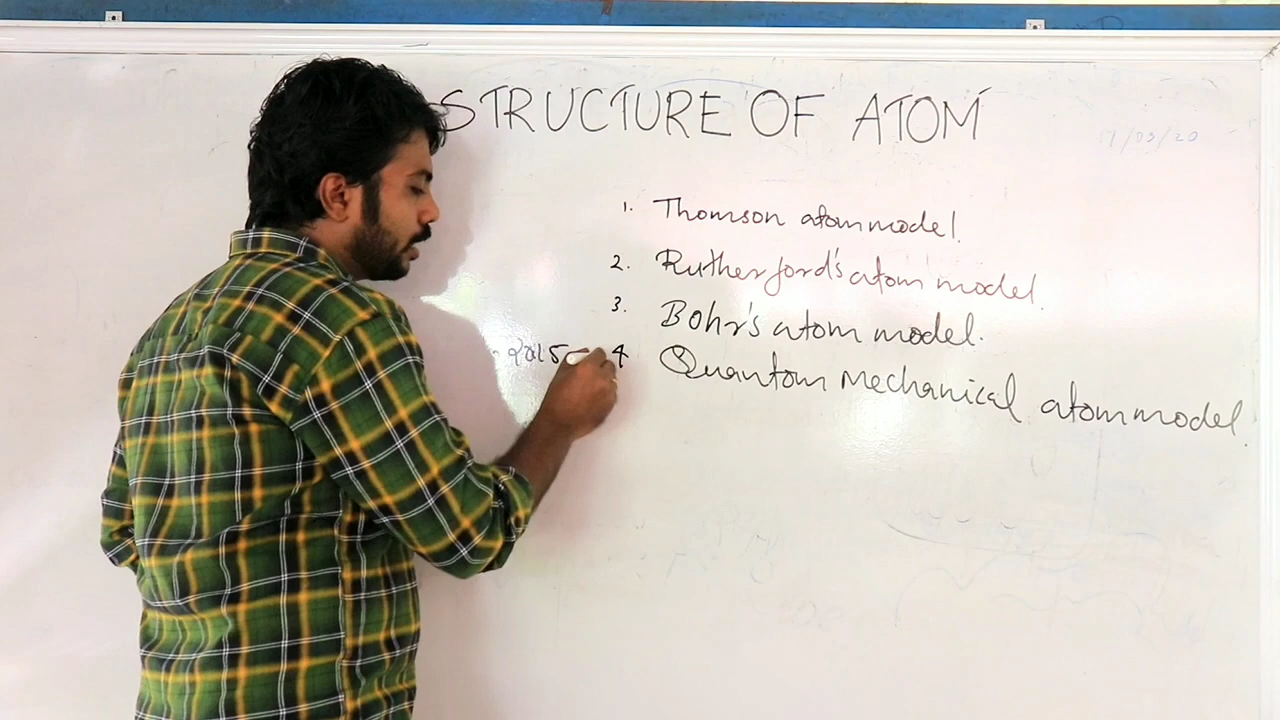 STRUCTURE OF ATOM
1. Thomson atom model.
2. Rutherford's atom model.
3. Bohr's atom model.
4 Quantom mechanical atom model.